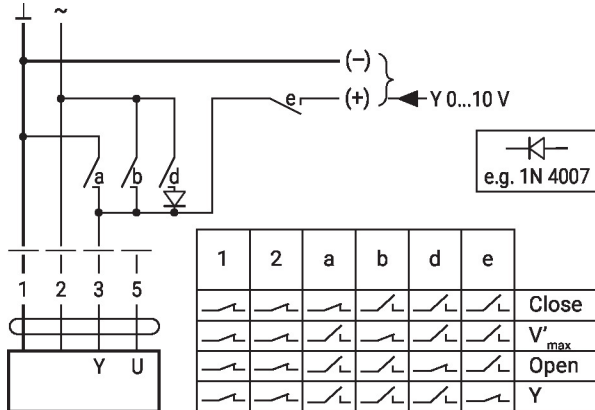 ~
(–)
e (+) Y 0...10 V
a b d
e.g. 1N 4007
1 2 3 5
Y U
1 2 a b d e
Close
V'max
Open
Y